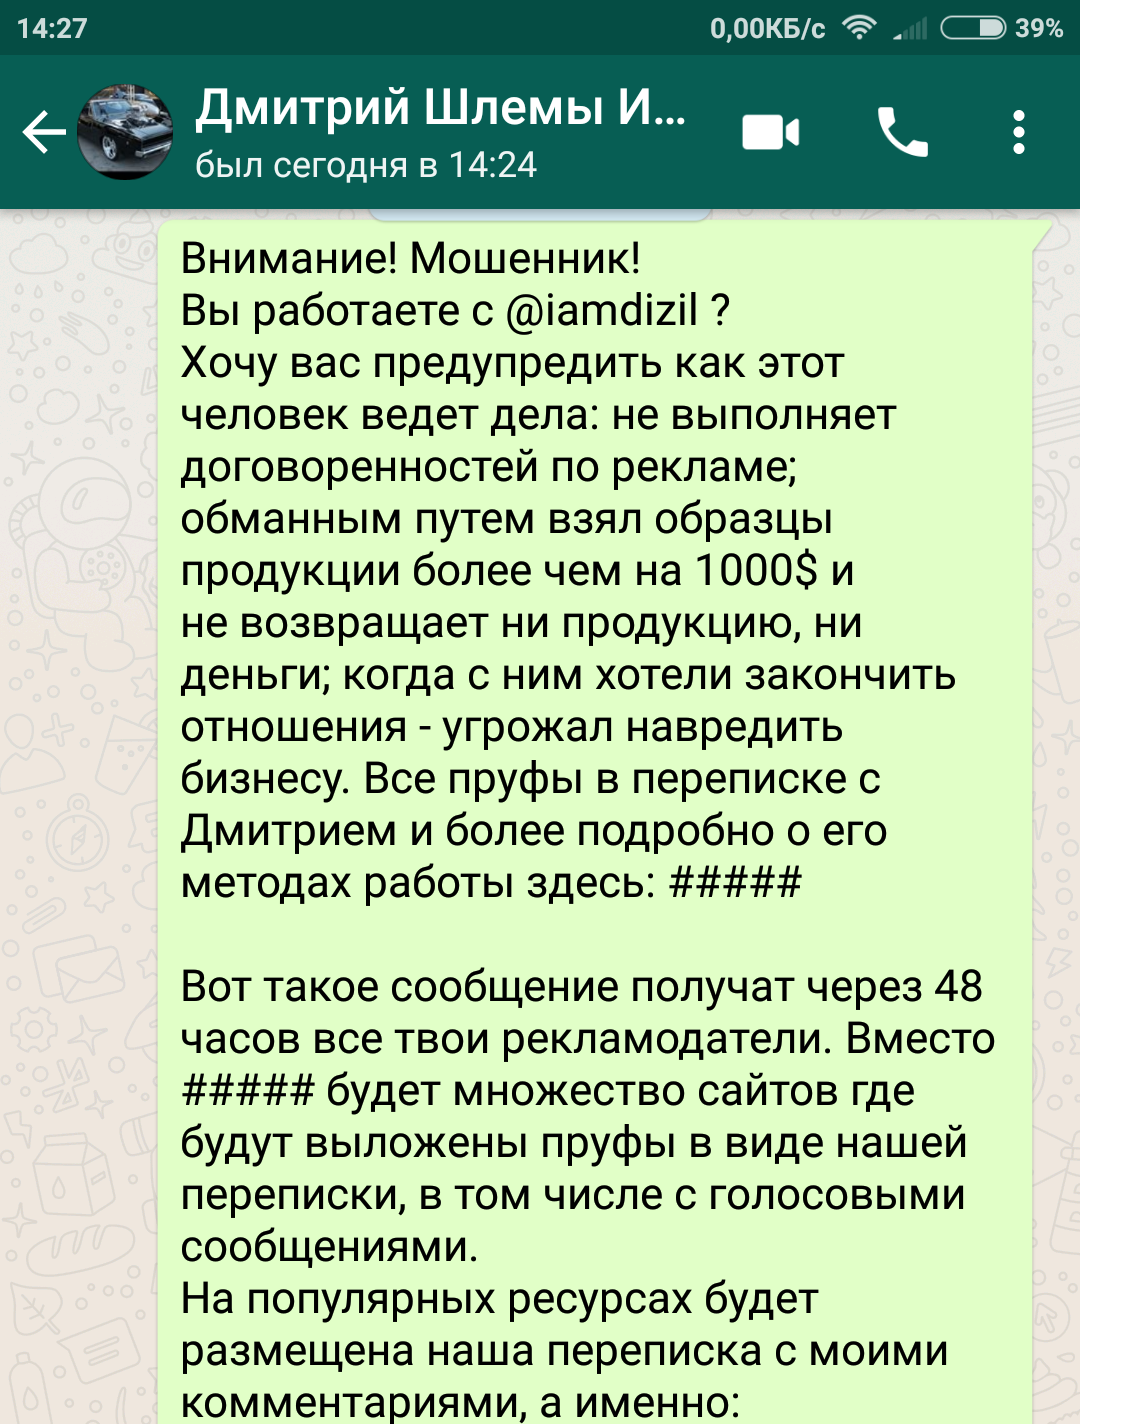 14:27 0,00КБ/с 39%
Дмитрий Шлемы И...
был сегодня в 14:24
Внимание! Мошенник!
Вы работаете с @iamdizil ?
Хочу вас предупредить как этот
человек ведет дела: не выполняет
договоренностей по рекламе;
обманным путем взял образцы
продукции более чем на 1000$ и
не возвращает ни продукцию, ни
деньги; когда с ним хотели закончить
отношения - угрожал навредить
бизнесу. Все пруфы в переписке с
Дмитрием и более подробно о его
методах работы здесь: #####
Вот такое сообщение получат через 48
часов все твои рекламодатели. Вместо
##### будет множество сайтов где
будут выложены пруфы в виде нашей
переписки, в том числе с голосовыми
сообщениями.
На популярных ресурсах будет
размещена наша переписка с моими
комментариями, а именно: